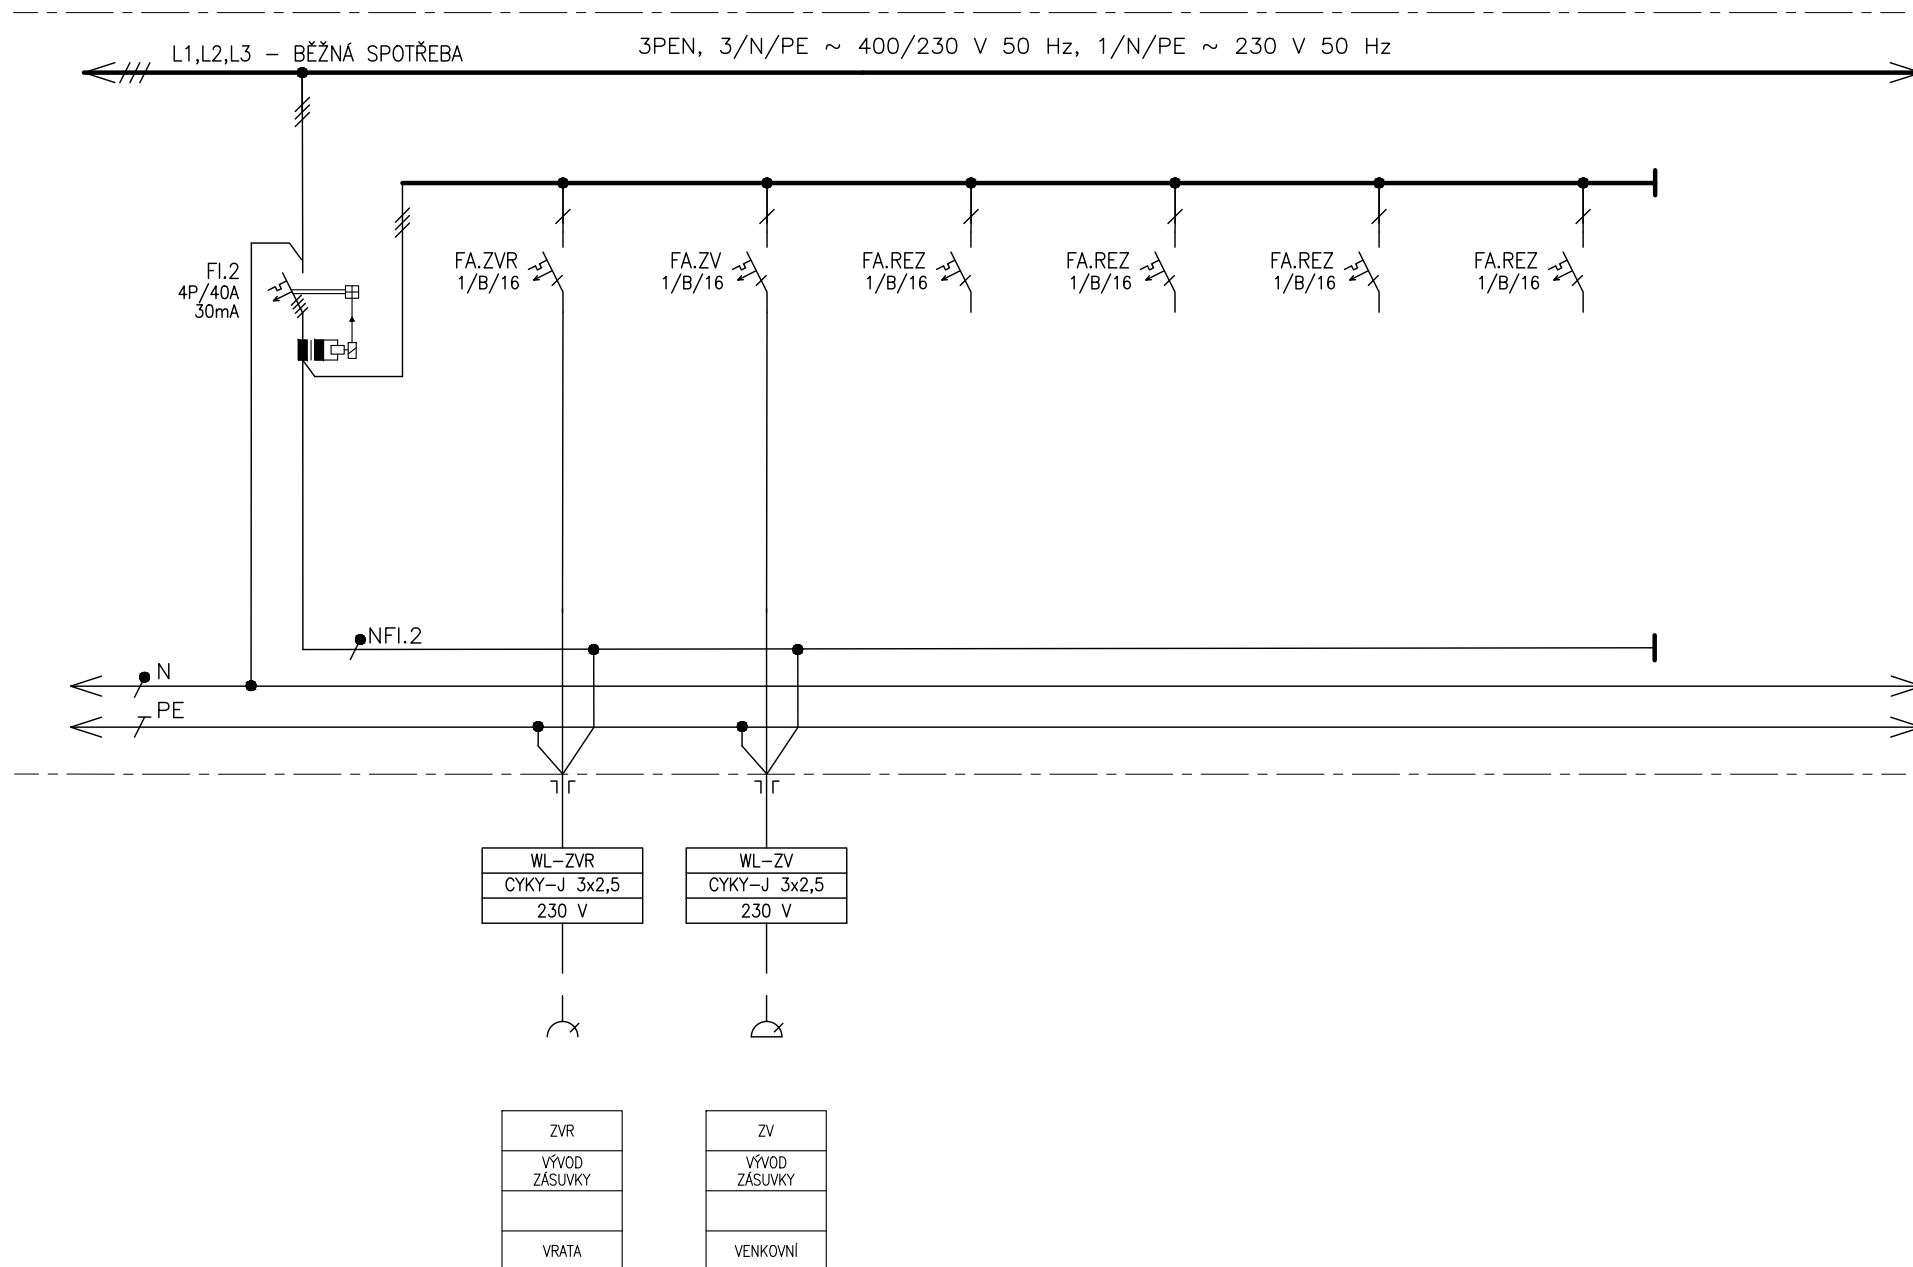 L1,L2,L3 – BĚŽNÁ SPOTŘEBA
3PEN, 3/N/PE ~ 400/230 V 50 Hz, 1/N/PE ~ 230 V 50 Hz
FI.2
4P/40A
30mA
FA.ZVR
1/B/16
FA.ZV
1/B/16
FA.REZ
1/B/16
FA.REZ
1/B/16
FA.REZ
1/B/16
FA.REZ
1/B/16
NFI.2
N
PE
WL–ZVR
CYKY–J 3x2,5
230 V
WL–ZV
CYKY–J 3x2,5
230 V
ZVR
VÝVOD
ZÁSUVKY
VRATA
ZV
VÝVOD
ZÁSUVKY
VENKOVNÍ